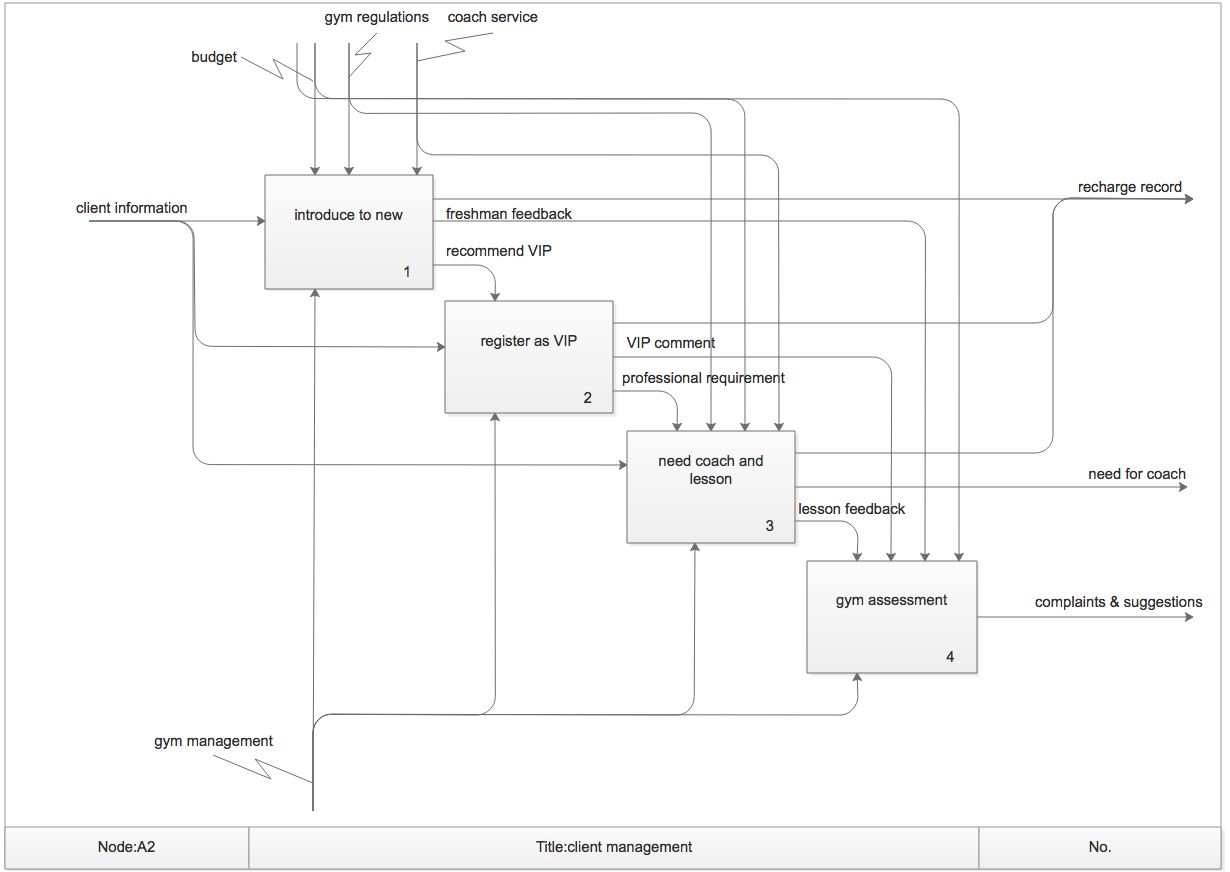 gym regulations
coach service
budget
client information
introduce to new
1
freshman feedback
recommend VIP
recharge record
register as VIP
2
VIP comment
professional requirement
need coach and
lesson
3
need for coach
lesson feedback
gym assessment
4
complaints & suggestions
gym management
Node:A2
Title:client management
No.